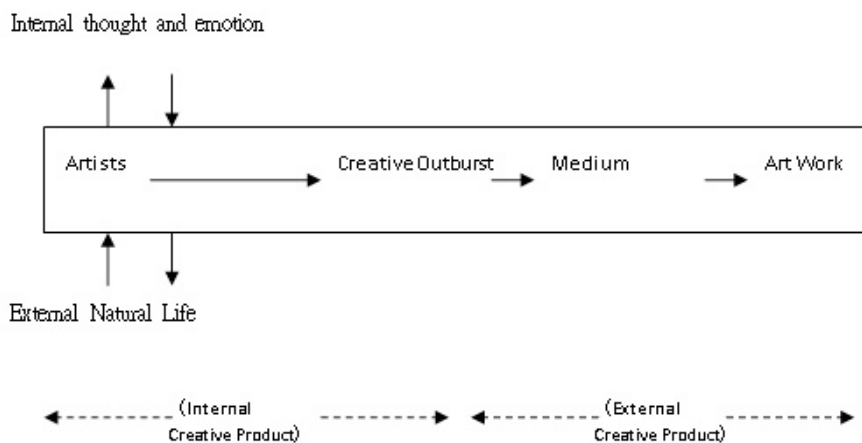 Internal thought and emotion
Artists Creative Outburst Medium Art Work
External Natural Life
(Internal (External
Creative Product) Creative Product)